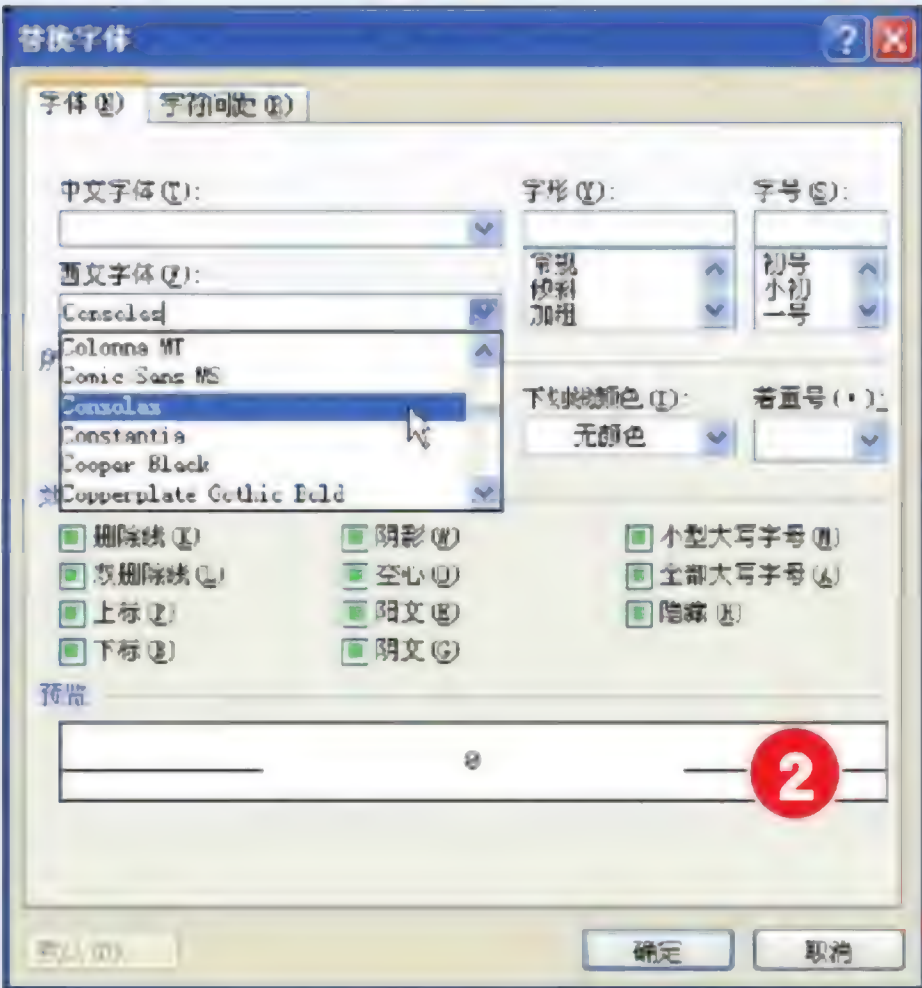 替换字体
字体(N) 字符间距(R)
中文字体(T): 字形(Y): 字号(S):
西文字体(F):
常规 初号
倾斜 小初
加粗 一号
Consolas
Colonna MT
Comic Sans MS
Consolas
Constantia
Cooper Black
Copperplate Gothic Bold
所
下划线颜色(I): 着重号(·):
无颜色
效
删除线(K) 阴影(W) 小型大写字母(M)
双删除线(L) 空心(O) 全部大写字母(A)
上标(P) 阳文(E) 隐藏(H)
下标(B) 阴文(G)
预览
2
默认(D)... 确定 取消